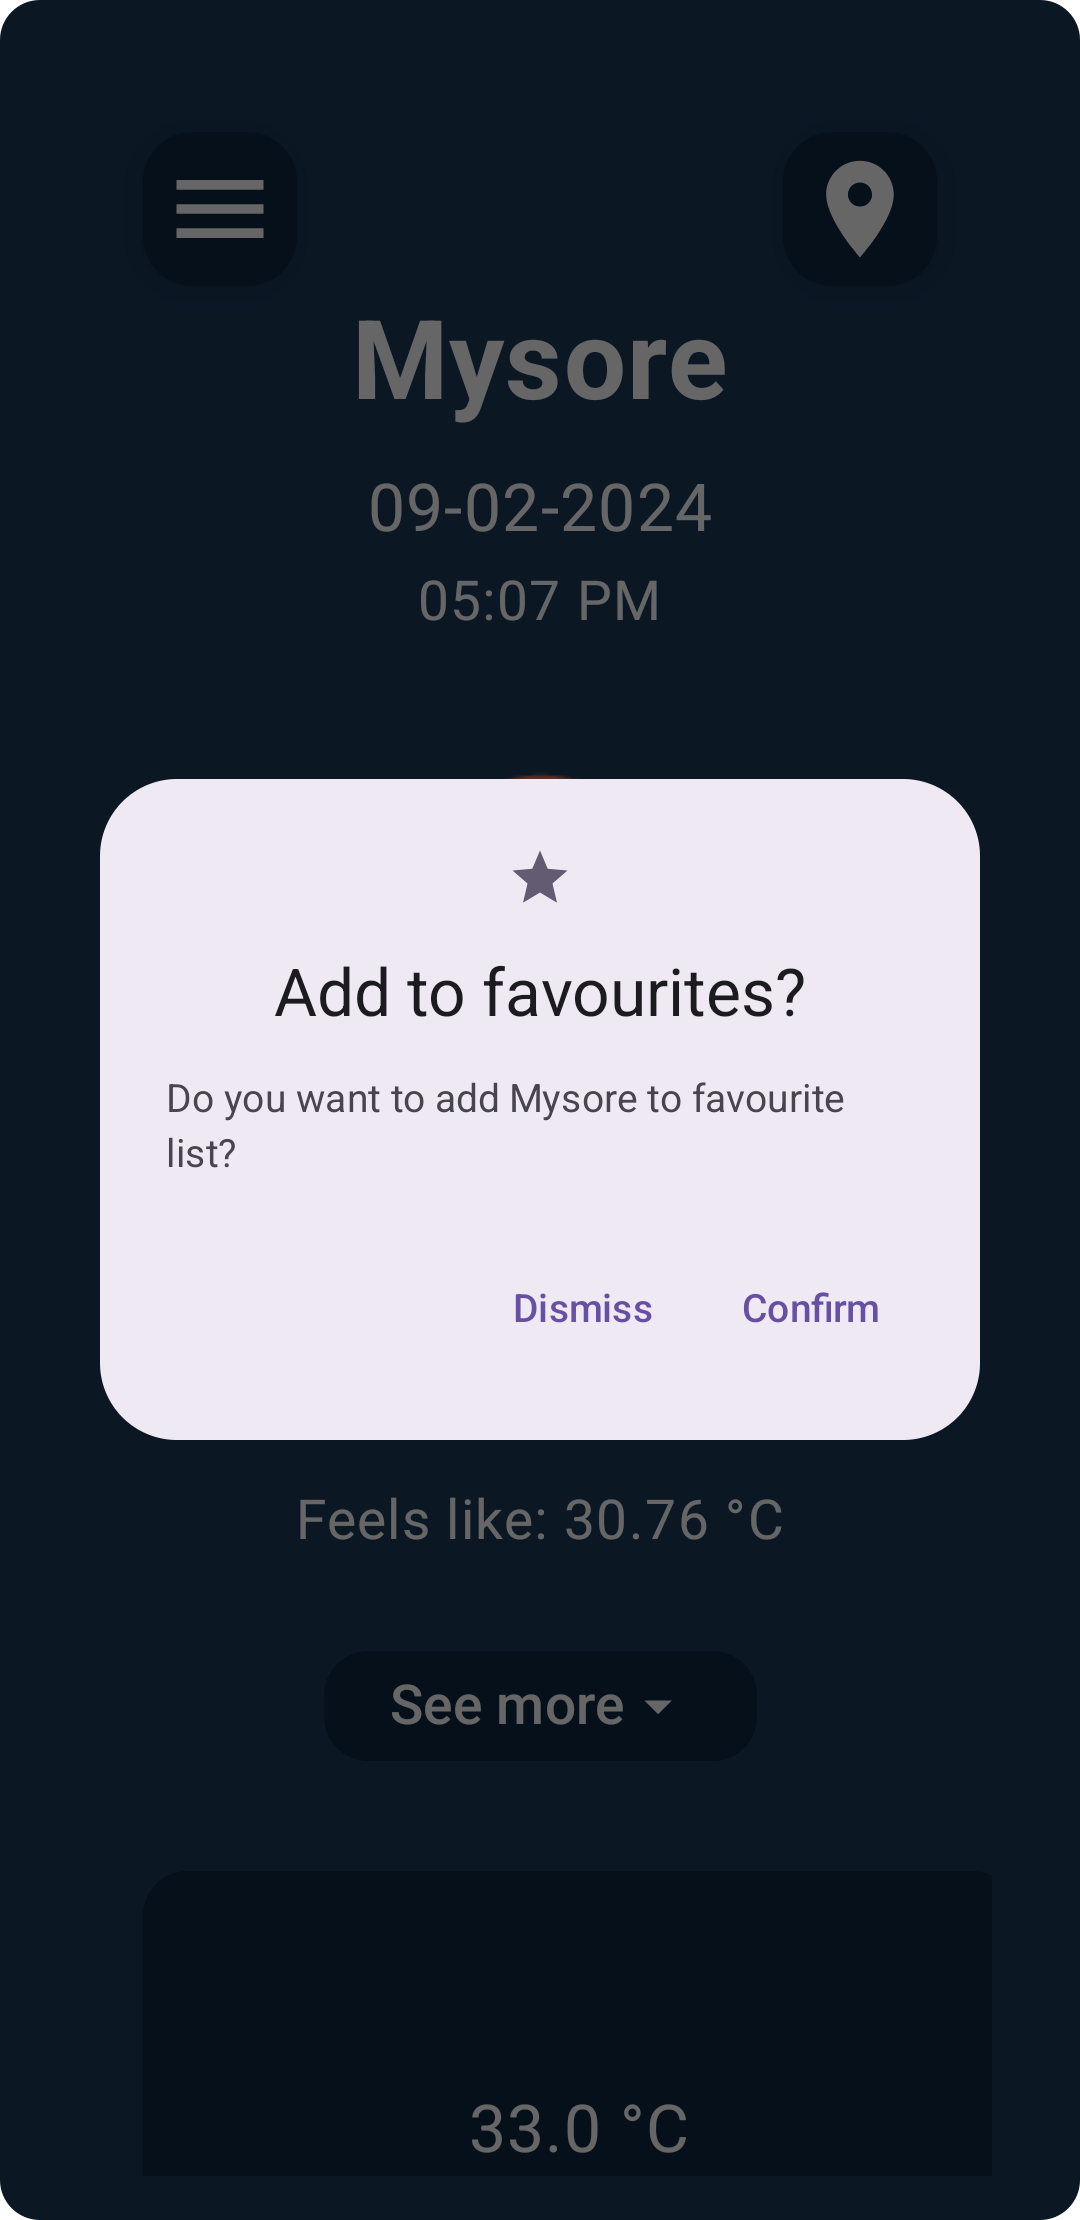 Mysore
09-02-2024
05:07 PM
Add to favourites?
Do you want to add Mysore to favourite
list?
Dismiss Confirm
Feels like: 30.76 °C
See more
33.0 °C